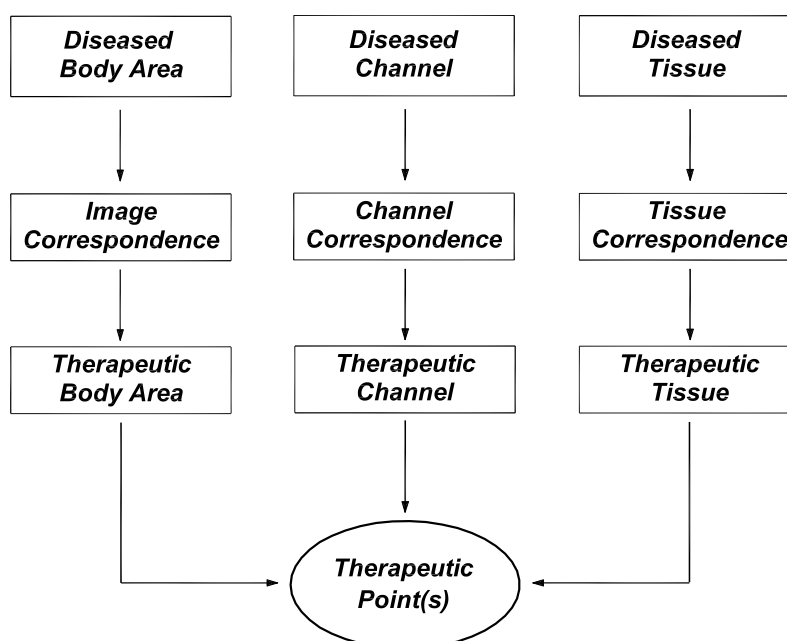 Diseased
Body Area
Diseased
Channel
Diseased
Tissue
Image
Correspondence
Channel
Correspondence
Tissue
Correspondence
Therapeutic
Body Area
Therapeutic
Channel
Therapeutic
Tissue
Therapeutic
Point(s)